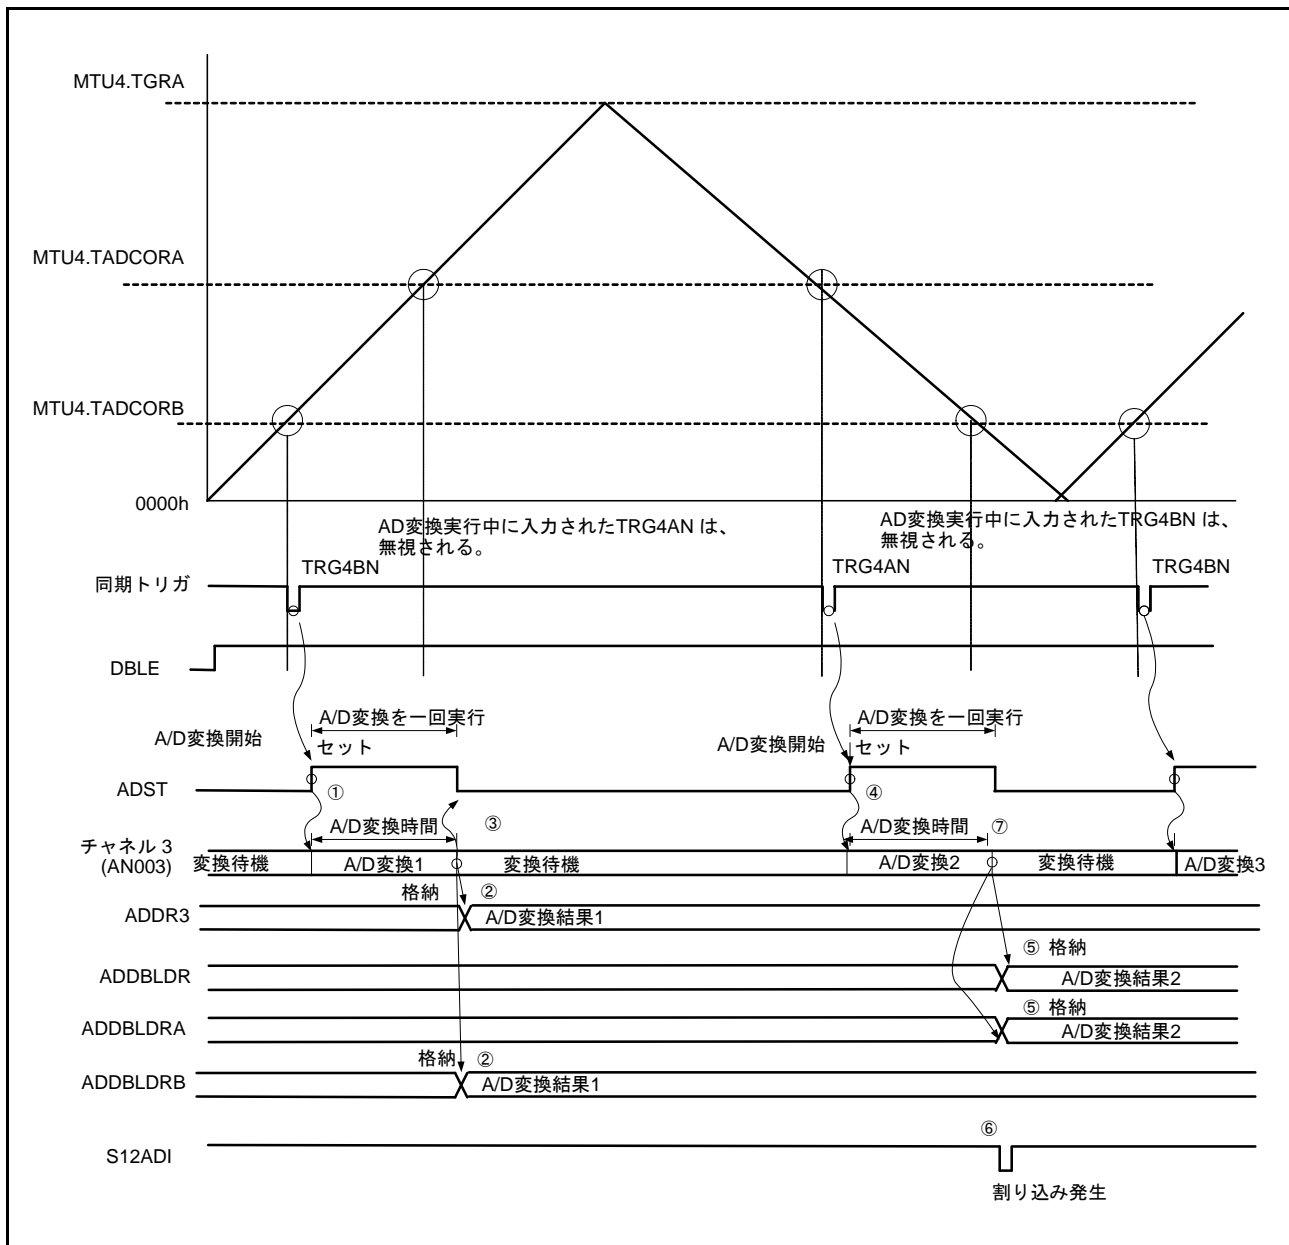 MTU4.TGRA
MTU4.TADCORA
MTU4.TADCORB
0000h
AD変換実行中に入力されたTRG4AN は、
無視される。
AD変換実行中に入力されたTRG4BN は、
無視される。
同期トリガ
TRG4BN
TRG4AN
TRG4BN
DBLE
A/D変換を一回実行
A/D変換を一回実行
A/D変換開始
セット
A/D変換開始
セット
ADST
①
④
A/D変換時間
③
A/D変換時間
⑦
チャネル 3
(AN003)
変換待機
A/D変換1
変換待機
A/D変換2
変換待機
A/D変換3
格納
②
ADDR3
A/D変換結果1
⑤ 格納
ADDBLDR
A/D変換結果2
⑤ 格納
ADDBLDRA
A/D変換結果2
格納
②
ADDBLDRB
A/D変換結果1
⑥
S12ADI
割り込み発生